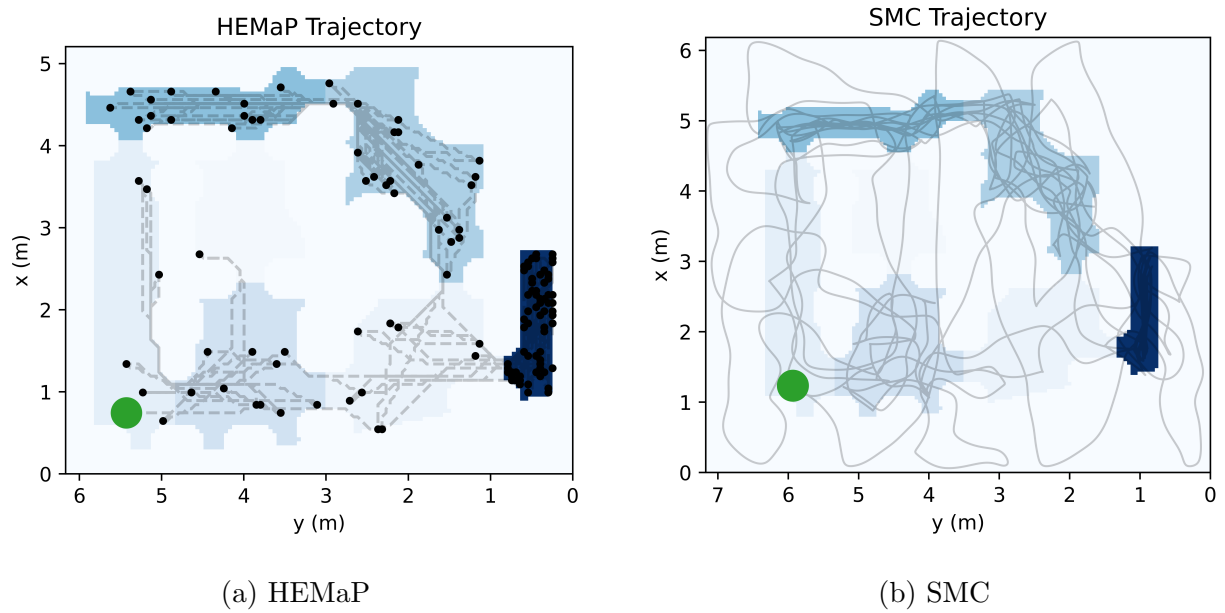 HEMaP Trajectory
5
4
3
2
1
0
x (m)
6 5 4 3 2 1 0
y (m)
(a) HEMaP
SMC Trajectory
6
5
4
3
2
1
0
x (m)
7 6 5 4 3 2 1 0
y (m)
(b) SMC